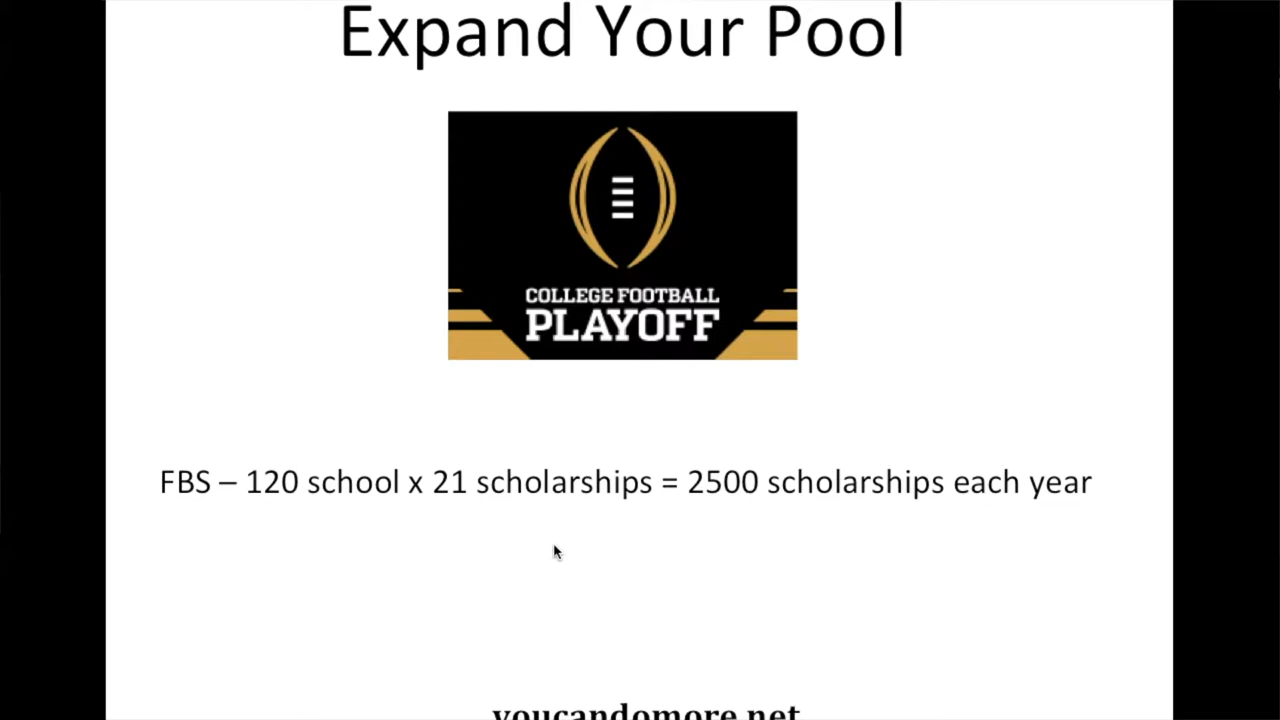 Expand Your Pool
COLLEGE FOOTBALL
PLAYOFF
FBS – 120 school x 21 scholarships = 2500 scholarships each year
youcandomore.net